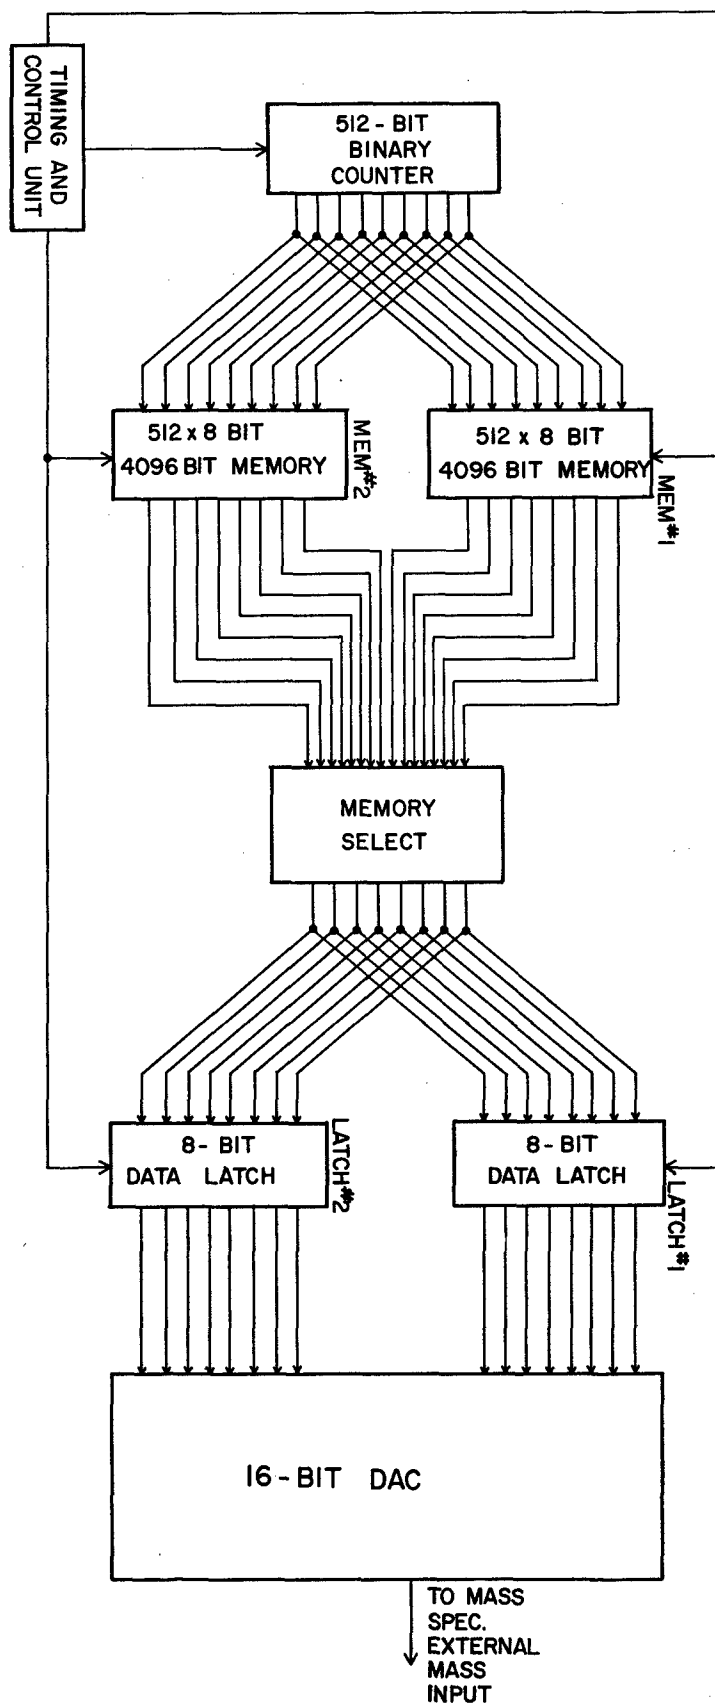 TIMING AND
CONTROL UNIT
512-BIT
BINARY
COUNTER
512 x 8 BIT
4096 BIT MEMORY
MEM#2
512 x 8 BIT
4096 BIT MEMORY
MEM#1
MEMORY
SELECT
8-BIT
DATA LATCH
LATCH#2
8-BIT
DATA LATCH
LATCH#1
16-BIT DAC
TO MASS
SPEC.
EXTERNAL
MASS
INPUT